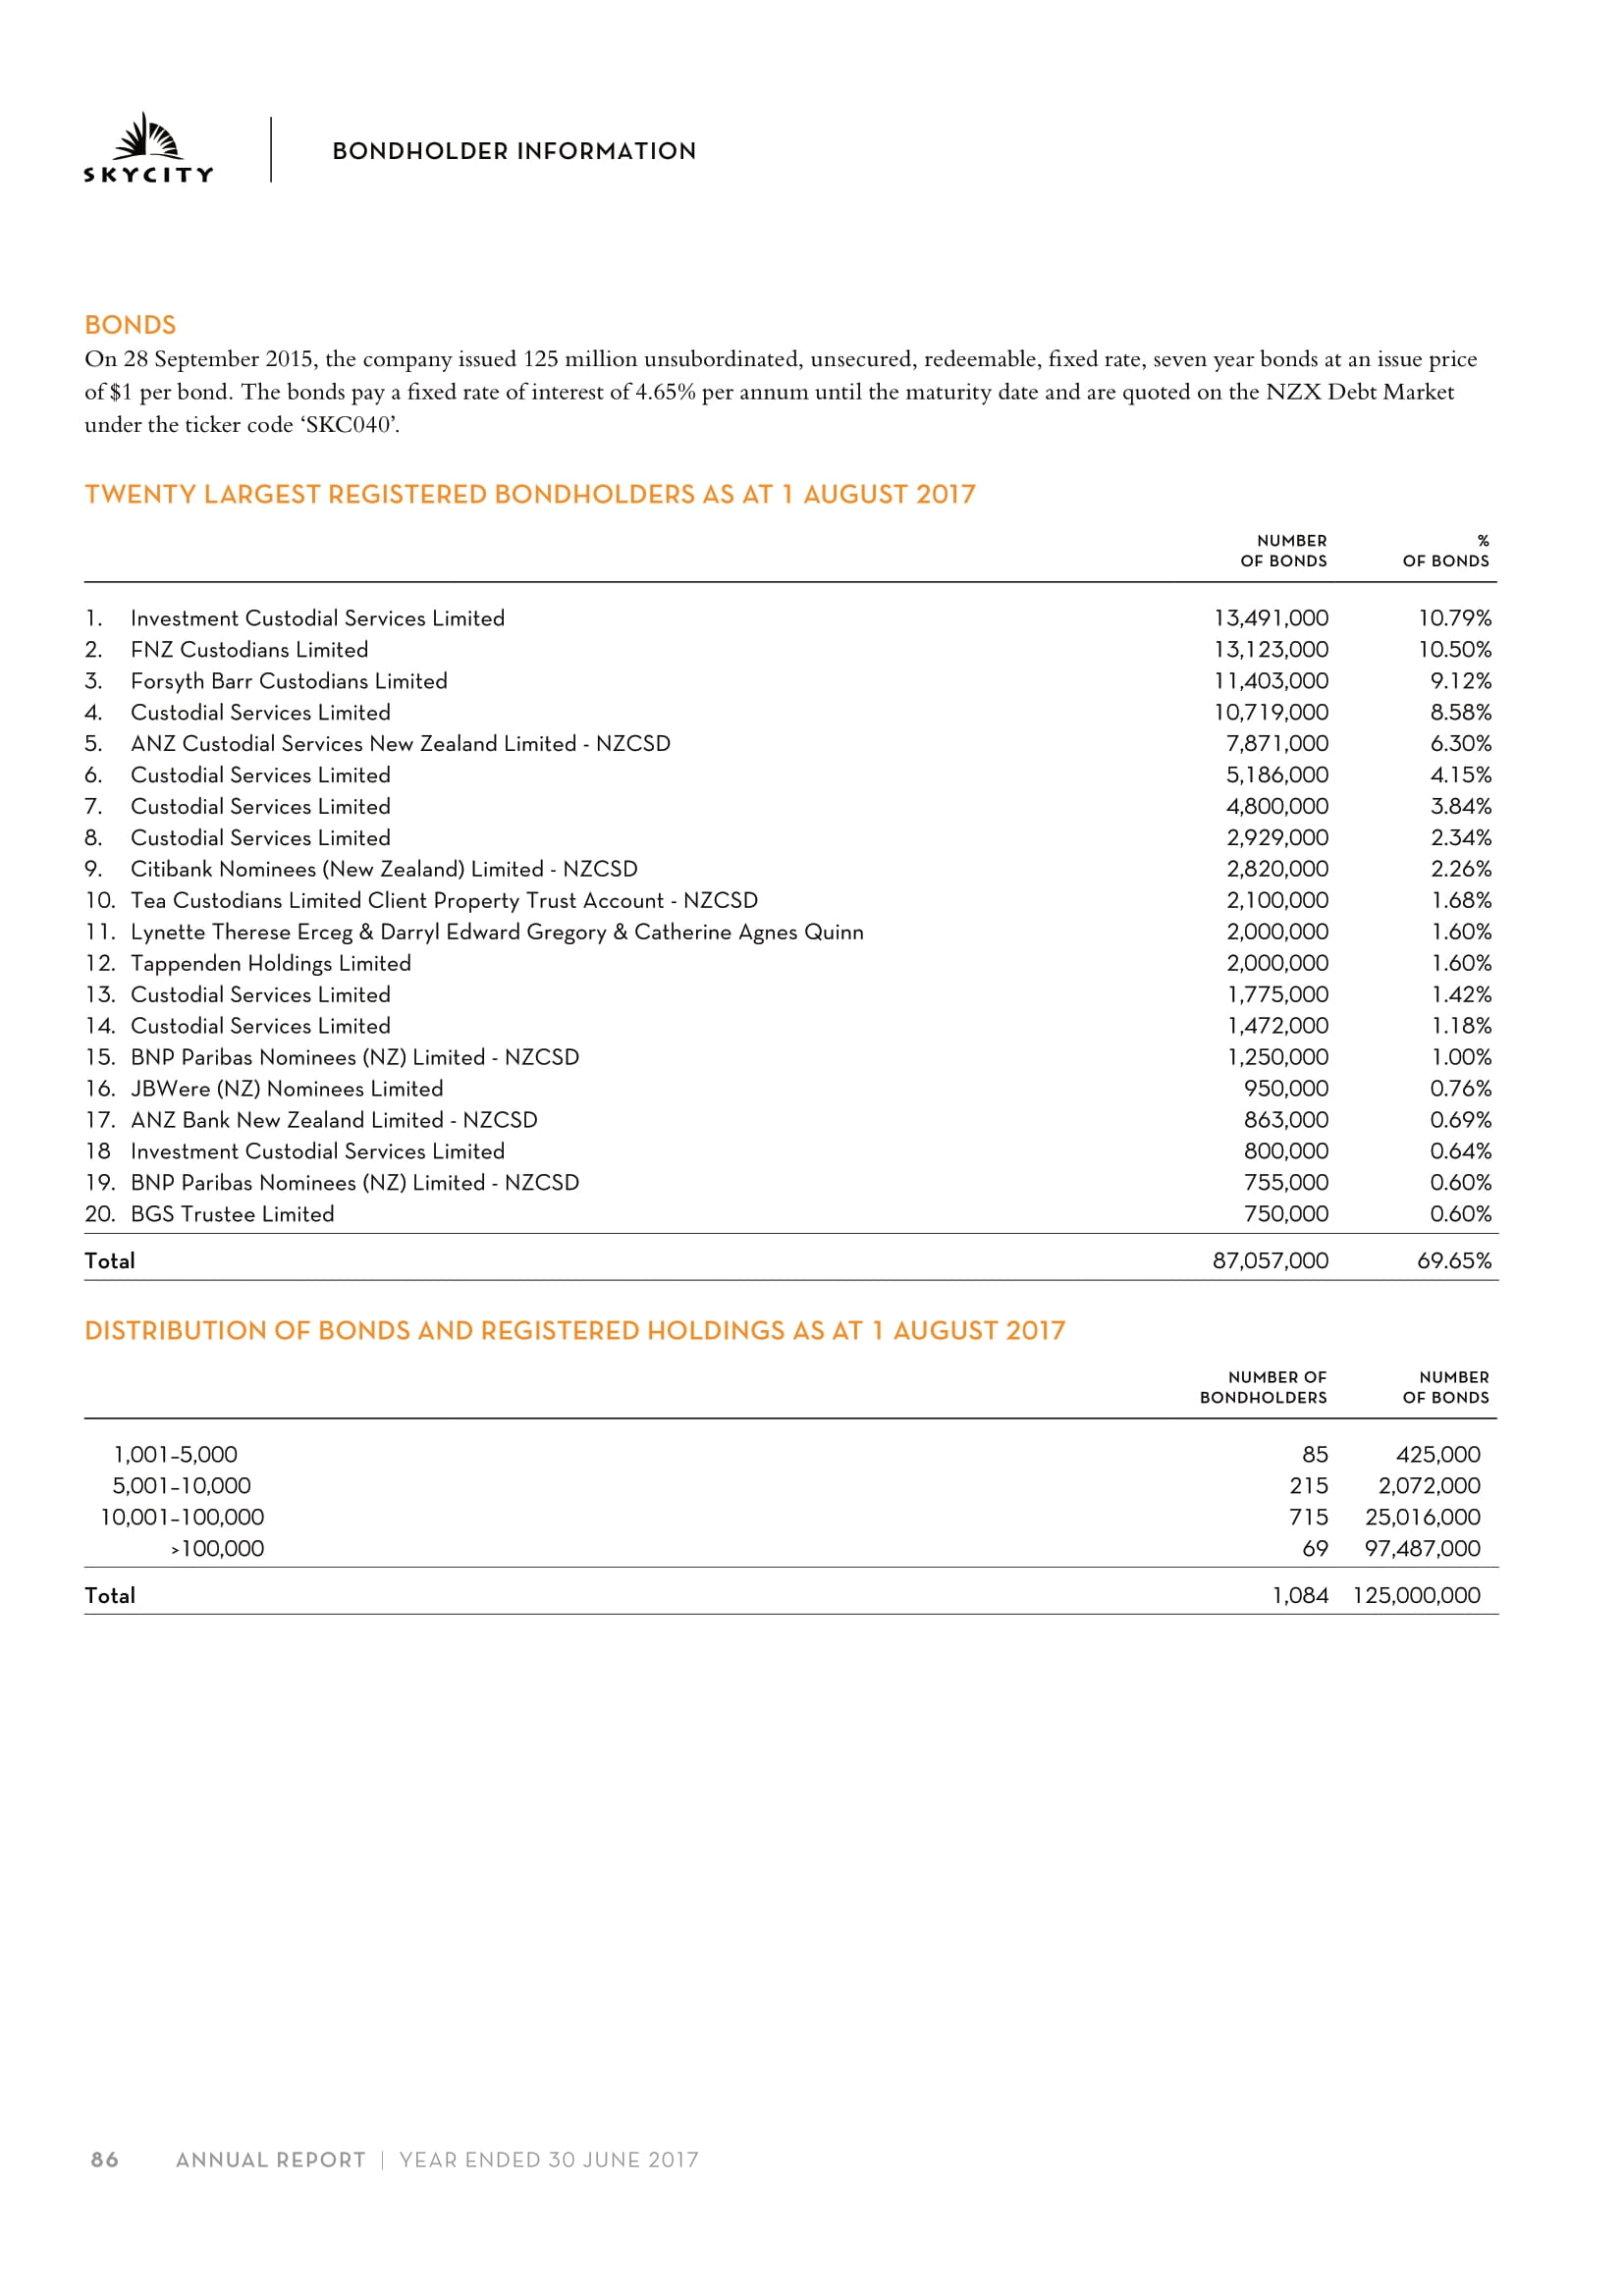 SKYCITY
BONDHOLDER INFORMATION
BONDS
On 28 September 2015, the company issued 125 million unsubordinated, unsecured, redeemable, fixed rate, seven year bonds at an issue price
of $1 per bond. The bonds pay a fixed rate of interest of 4.65% per annum until the maturity date and are quoted on the NZX Debt Market
under the ticker code ‘SKC040’.
TWENTY LARGEST REGISTERED BONDHOLDERS AS AT 1 AUGUST 2017
NUMBER %
OF BONDS OF BONDS
1. Investment Custodial Services Limited 13,491,000 10.79%
2. FNZ Custodians Limited 13,123,000 10.50%
3. Forsyth Barr Custodians Limited 11,403,000 9.12%
4. Custodial Services Limited 10,719,000 8.58%
5. ANZ Custodial Services New Zealand Limited - NZCSD 7,871,000 6.30%
6. Custodial Services Limited 5,186,000 4.15%
7. Custodial Services Limited 4,800,000 3.84%
8. Custodial Services Limited 2,929,000 2.34%
9. Citibank Nominees (New Zealand) Limited - NZCSD 2,820,000 2.26%
10. Tea Custodians Limited Client Property Trust Account - NZCSD 2,100,000 1.68%
11. Lynette Therese Erceg & Darryl Edward Gregory & Catherine Agnes Quinn 2,000,000 1.60%
12. Tappenden Holdings Limited 2,000,000 1.60%
13. Custodial Services Limited 1,775,000 1.42%
14. Custodial Services Limited 1,472,000 1.18%
15. BNP Paribas Nominees (NZ) Limited - NZCSD 1,250,000 1.00%
16. JBWere (NZ) Nominees Limited 950,000 0.76%
17. ANZ Bank New Zealand Limited - NZCSD 863,000 0.69%
18 Investment Custodial Services Limited 800,000 0.64%
19. BNP Paribas Nominees (NZ) Limited - NZCSD 755,000 0.60%
20. BGS Trustee Limited 750,000 0.60%
Total 87,057,000 69.65%
DISTRIBUTION OF BONDS AND REGISTERED HOLDINGS AS AT 1 AUGUST 2017
NUMBER OF NUMBER
BONDHOLDERS OF BONDS
1,001–5,000 85 425,000
5,001–10,000 215 2,072,000
10,001–100,000 715 25,016,000
>100,000 69 97,487,000
Total 1,084 125,000,000
86 ANNUAL REPORT | YEAR ENDED 30 JUNE 2017